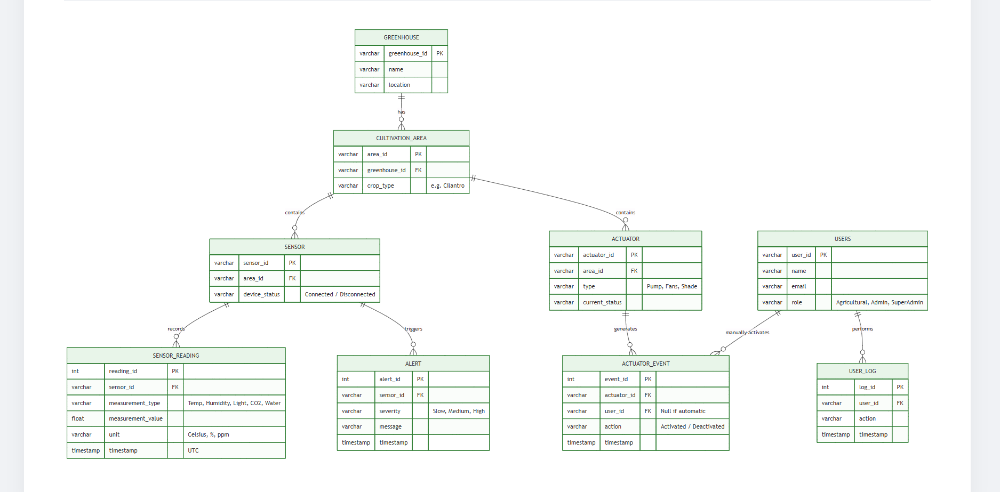 GREENHOUSE
varchar greenhouse_id PK
varchar name
varchar location
has
CULTIVATION_AREA
varchar area_id PK
varchar greenhouse_id FK
varchar crop_type e.g. Cilantro
contains
contains
SENSOR
varchar sensor_id PK
varchar area_id FK
varchar device_status Connected / Disconnected
ACTUATOR
varchar actuator_id PK
varchar area_id FK
varchar type Pump, Fans, Shade
varchar current_status
USERS
varchar user_id PK
varchar name
varchar email
varchar role Agricultural, Admin, SuperAdmin
records
triggers
generates
manually activates
performs
SENSOR_READING
int reading_id PK
varchar sensor_id FK
varchar measurement_type Temp, Humidity, Light, CO2, Water
float measurement_value
varchar unit Celsius, %, ppm
timestamp timestamp UTC
ALERT
int alert_id PK
varchar sensor_id FK
varchar severity Slow, Medium, High
varchar message
timestamp timestamp
ACTUATOR_EVENT
int event_id PK
varchar actuator_id FK
varchar user_id FK Null if automatic
varchar action Activated / Deactivated
timestamp timestamp
USER_LOG
int log_id PK
varchar user_id FK
varchar action
timestamp timestamp